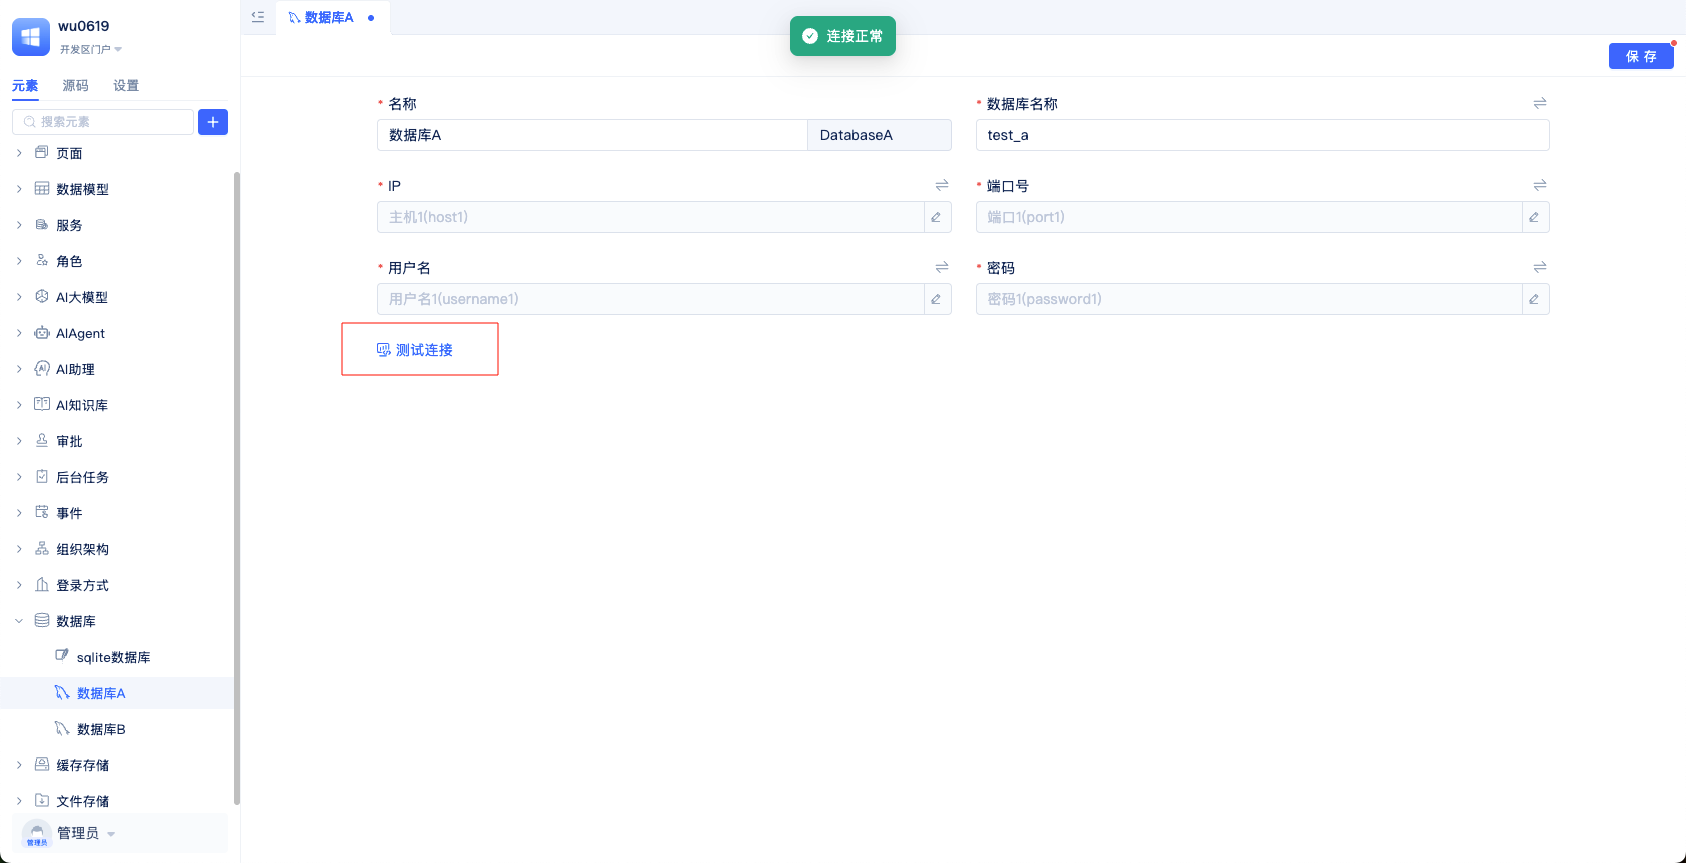 wu0619
开发区门户
元素 源码 设置
搜索元素
页面
数据模型
服务
角色
AI大模型
AIAgent
AI助理
AI知识库
审批
后台任务
事件
组织架构
登录方式
数据库
sqlite数据库
数据库A
数据库B
缓存存储
文件存储
管理员
管理员
数据库A
连接正常
保 存
* 名称
数据库A DatabaseA
* 数据库名称
test_a
* IP
主机1(host1)
* 端口号
端口1(port1)
* 用户名
用户名1(username1)
* 密码
密码1(password1)
测试连接